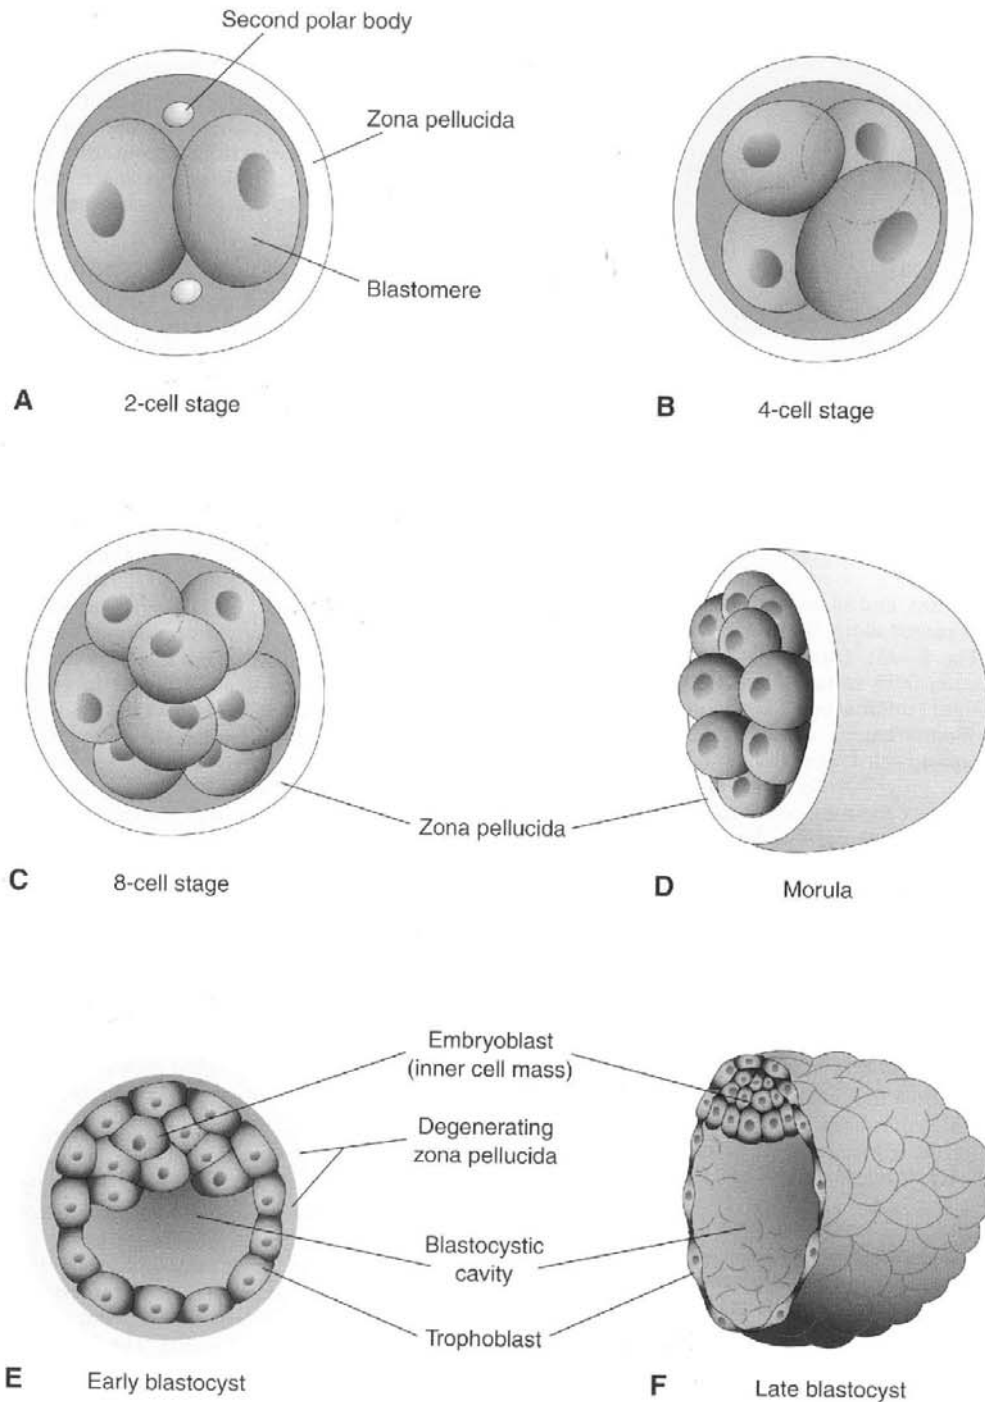 Second polar body
Zona pellucida
Blastomere
A
2-cell stage
B
4-cell stage
Zona pellucida
C
8-cell stage
D
Morula
Embryoblast
(inner cell mass)
Degenerating
zona pellucida
Blastocystic
cavity
Trophoblast
E
Early blastocyst
F
Late blastocyst